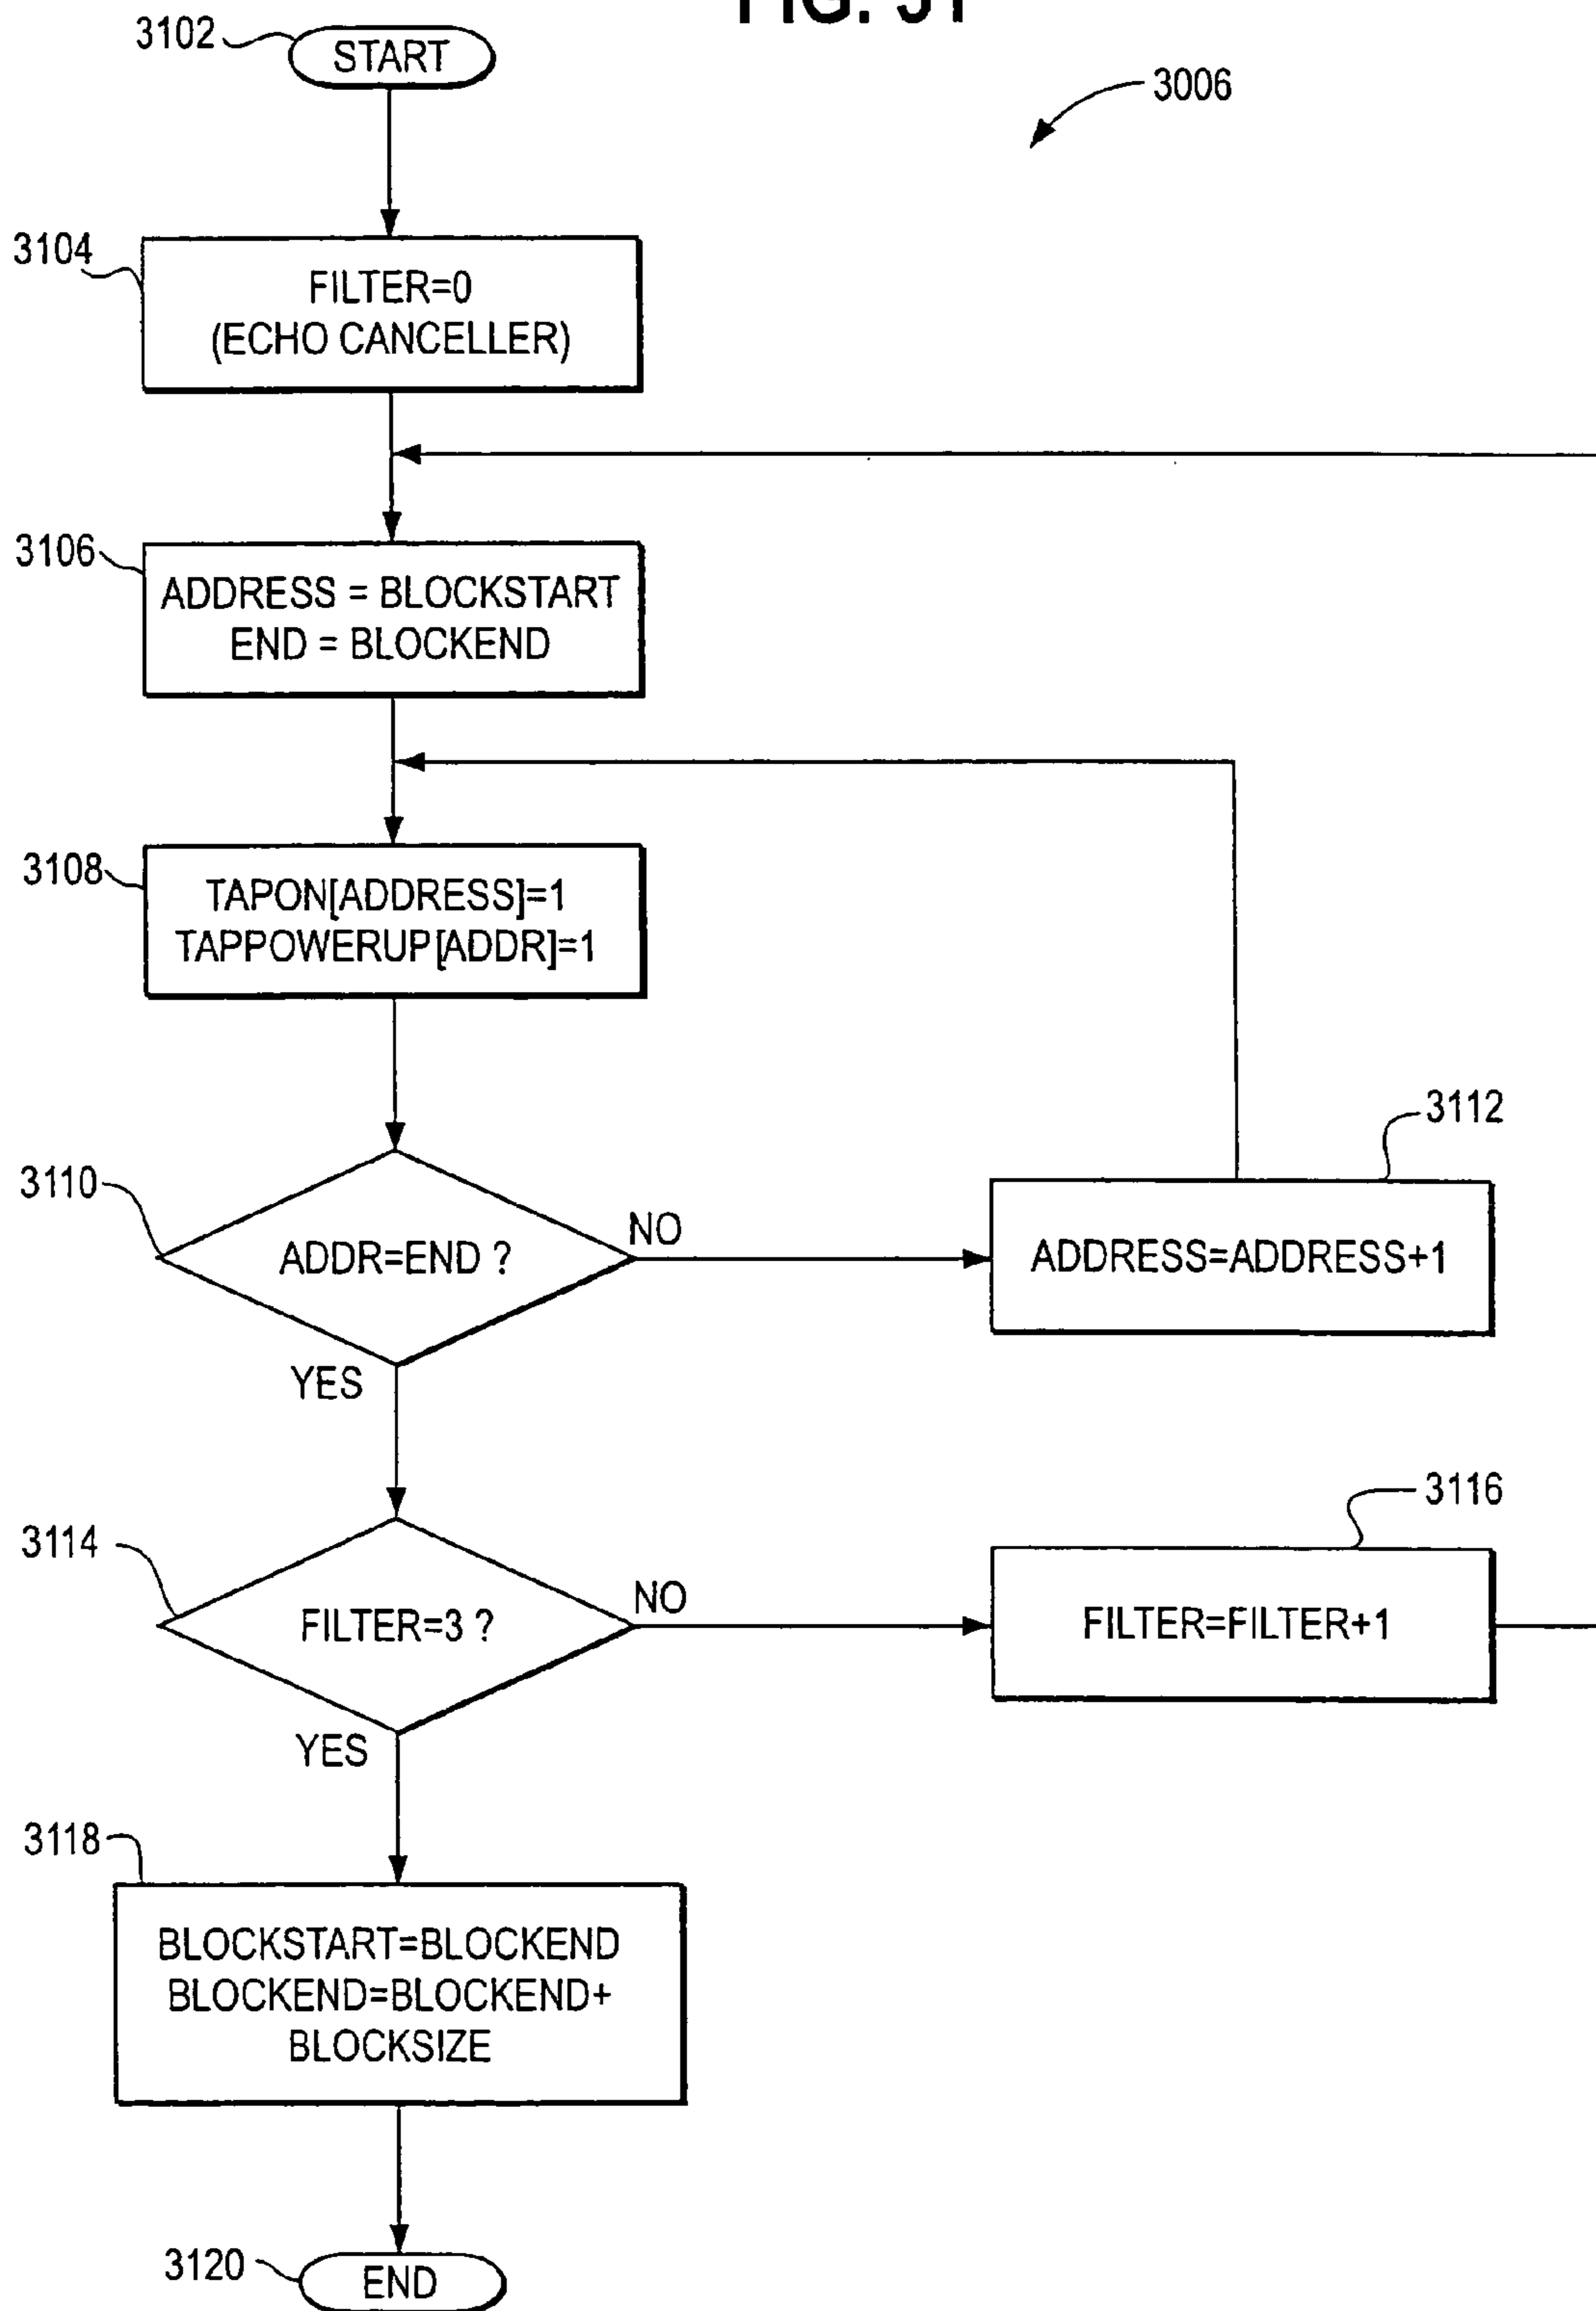 FIG. 31
3102
START
3006
3104
FILTER=0
(ECHO CANCELLER)
3106
ADDRESS = BLOCKSTART
END = BLOCKEND
3108
TAPON[ADDRESS]=1
TAPPOWERUP[ADDR]=1
3110
ADDR=END ?
NO
3112
ADDRESS=ADDRESS+1
YES
3114
FILTER=3 ?
NO
3116
FILTER=FILTER+1
YES
3118
BLOCKSTART=BLOCKEND
BLOCKEND=BLOCKEND+
BLOCKSIZE
3120
END